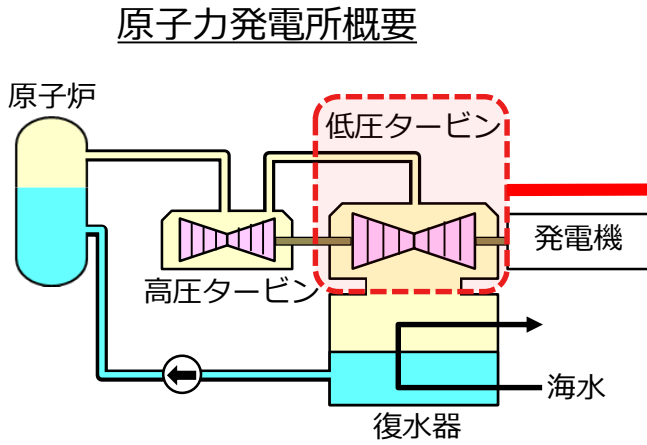 原子力発電所概要
原子炉
低圧タービン
発電機
高圧タービン
海水
復水器